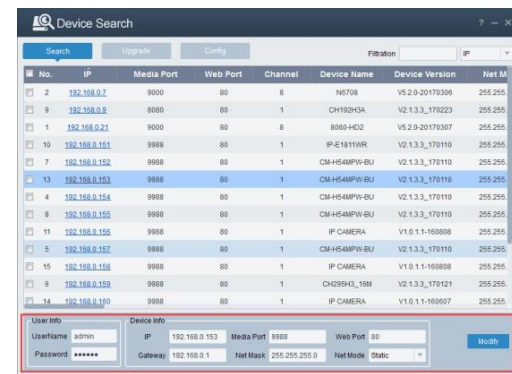 Device Search
? — ×
Search Upgrade Config Filtration IP
No. IP Media Port Web Port Channel Device Name Device Version Net M
2 192.168.0.7 9000 80 8 N6708 V5.2.0-20170306 255.255.
9 192.168.0.9 8080 80 1 CH192H3A V2.1.3.3_170223 255.255.
1 192.168.0.21 9000 80 8 8060-HD2 V5.2.0-20170307 255.255.
10 192.168.0.151 9988 80 1 IP-E1811WR V2.1.3.3_170110 255.255.
7 192.168.0.152 9988 80 1 CM-H54MPW-BU V2.1.3.3_170110 255.255.
13 192.168.0.153 9988 80 1 CM-H54MPW-BU V2.1.3.3_170110 255.255.
4 192.168.0.154 9988 80 1 CM-H54MPW-BU V2.1.3.3_170110 255.255.
8 192.168.0.155 9988 80 1 CM-H54MPW-BU V2.1.3.3_170110 255.255.
11 192.168.0.156 9988 80 1 IP CAMERA V1.0.1.1-160808 255.255.
5 192.168.0.157 9988 80 1 CM-H54MPW-BU V2.1.3.3_170110 255.255.
15 192.168.0.158 9988 80 1 IP CAMERA V1.0.1.1-160808 255.255.
6 192.168.0.159 9988 80 1 CH295H3_16M V2.1.3.3_170121 255.255.
14 192.168.0.160 9988 80 1 IP CAMERA V1.0.1.1-160607 255.255.
User Info Device Info
UserName admin IP 192.168.0.153 Media Port 9988 Web Port 80 Modify
Password ●●●●●● Gateway 192.168.0.1 Net Mask 255.255.255.0 Net Mode Static